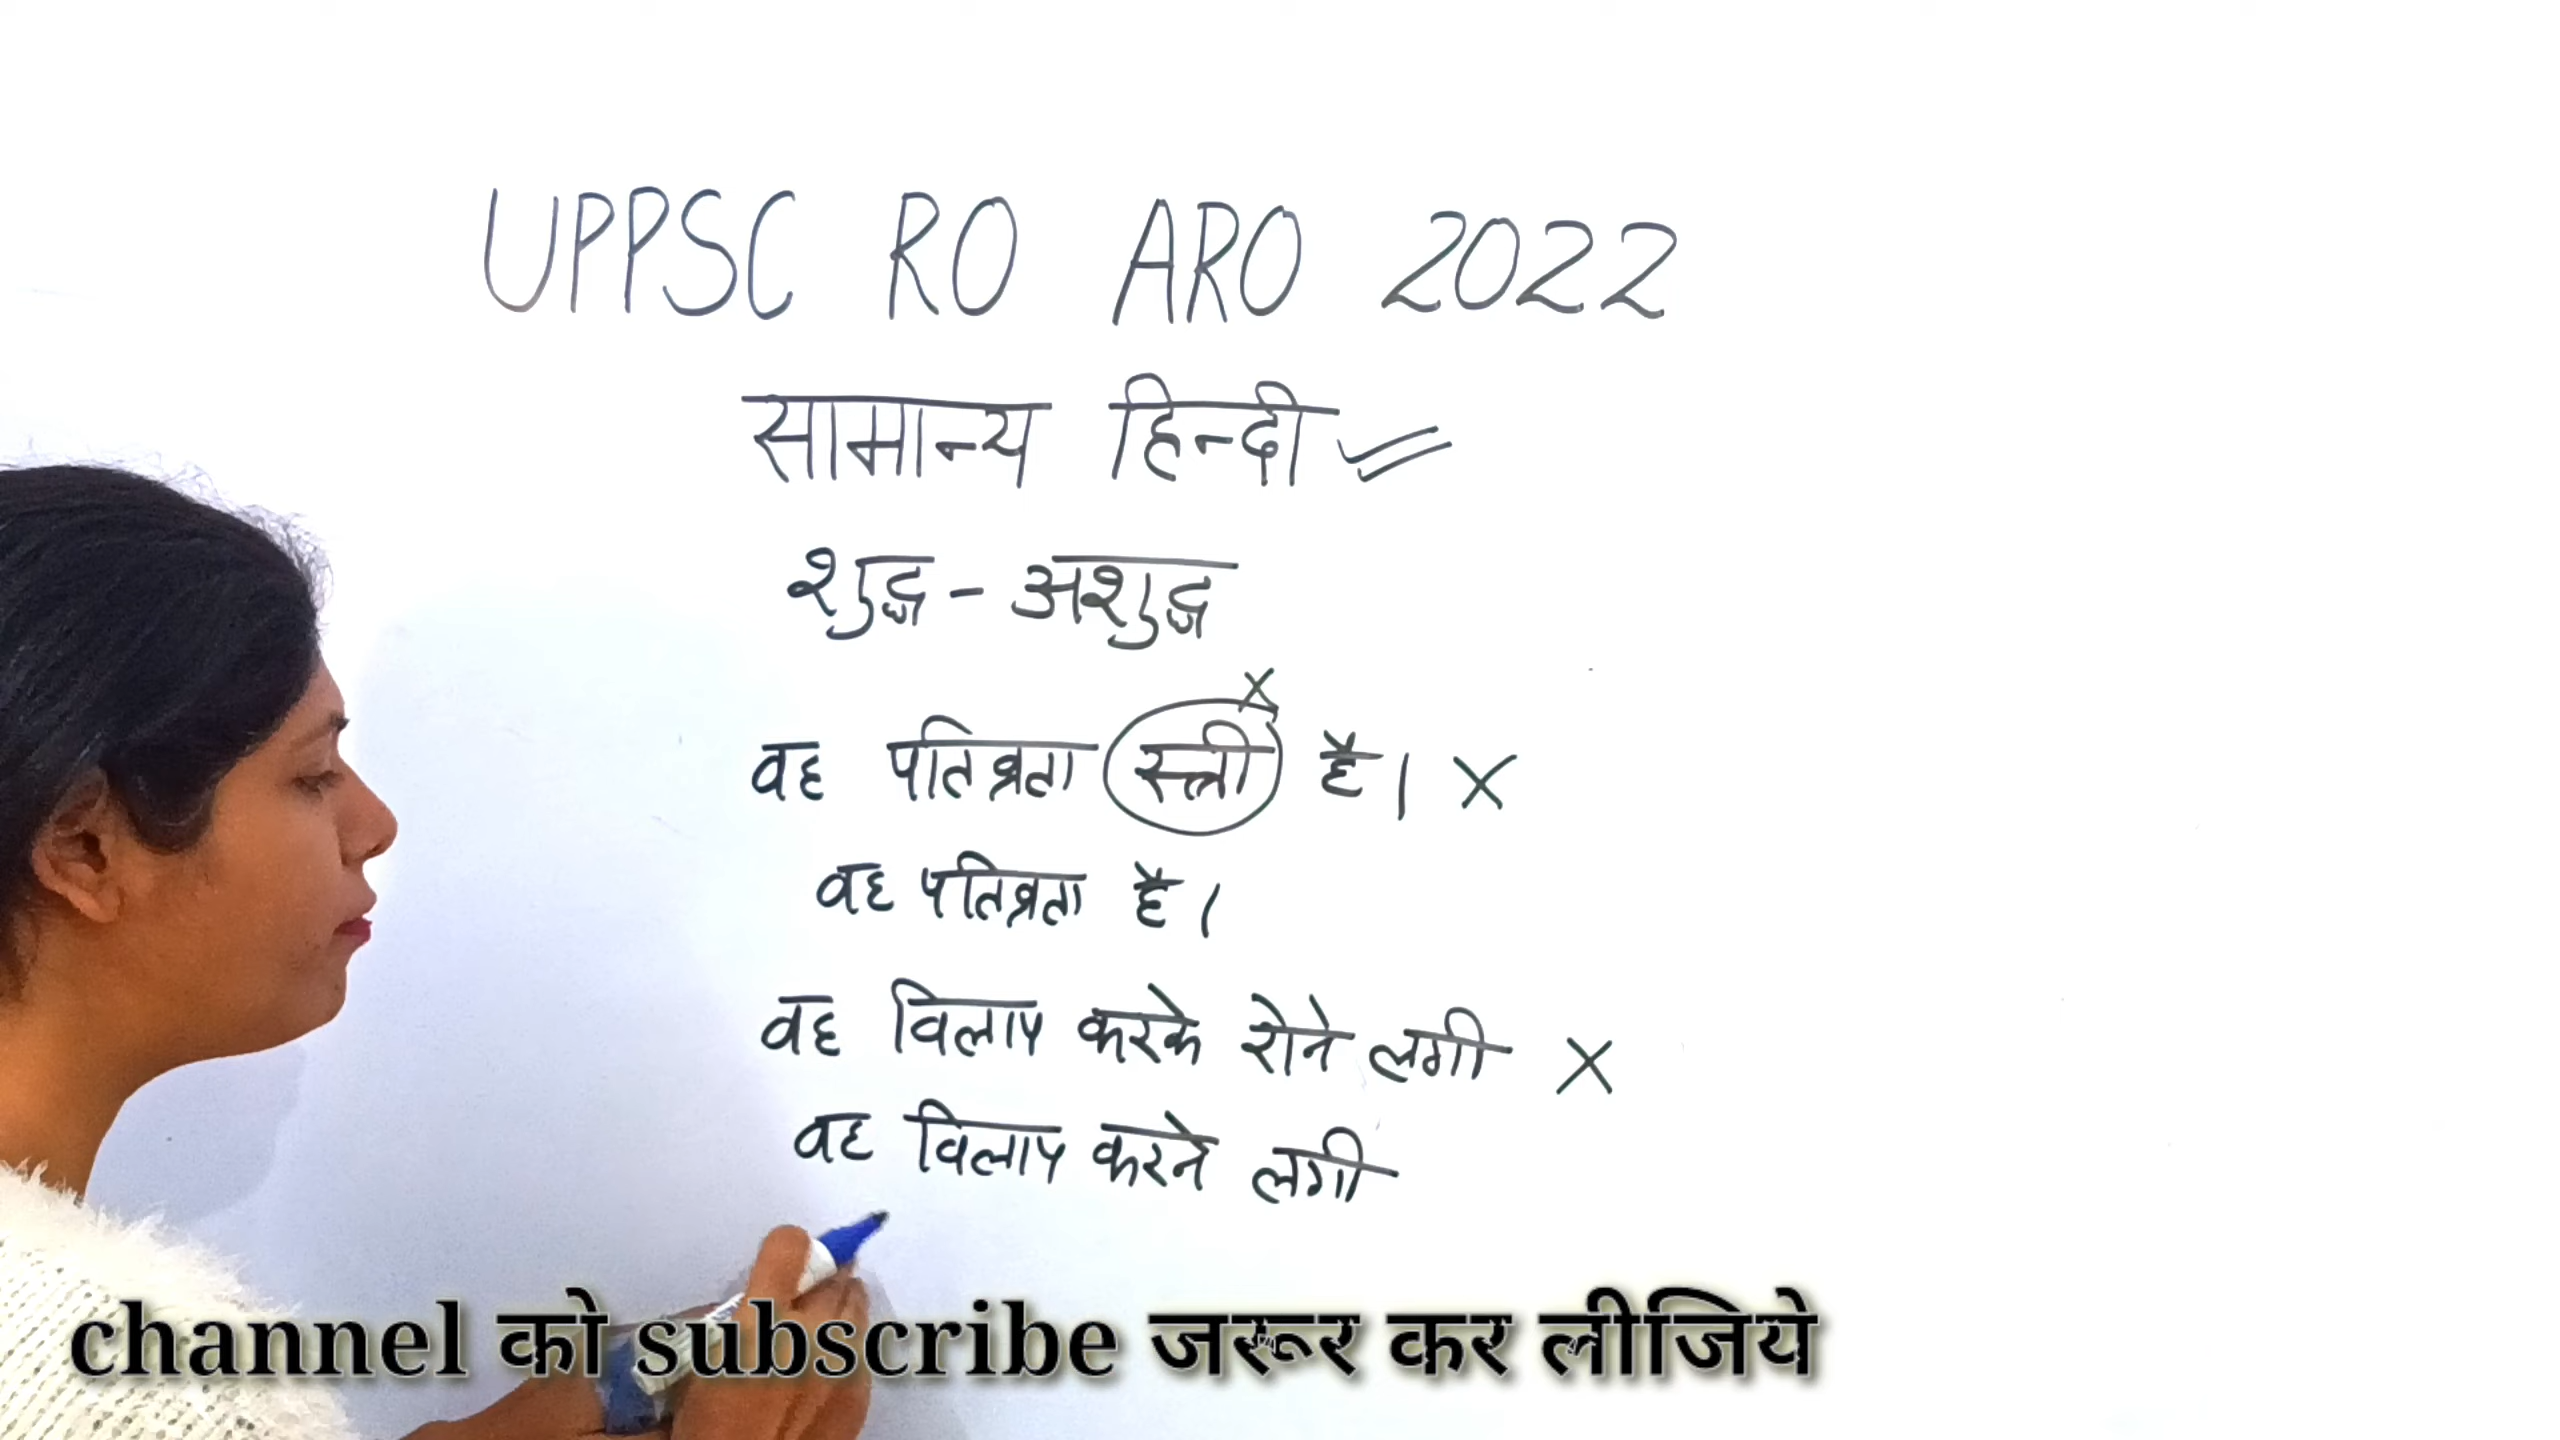 UPPSC RO ARO 2022
सामान्य हिन्दी
शुद्ध - अशुद्ध
वह पतिव्रता स्त्री है। ×
वह पतिव्रता है।
वह विलाप करके रोने लगी ×
वह विलाप करने लगी
channel को subscribe जरूर कर लीजिये